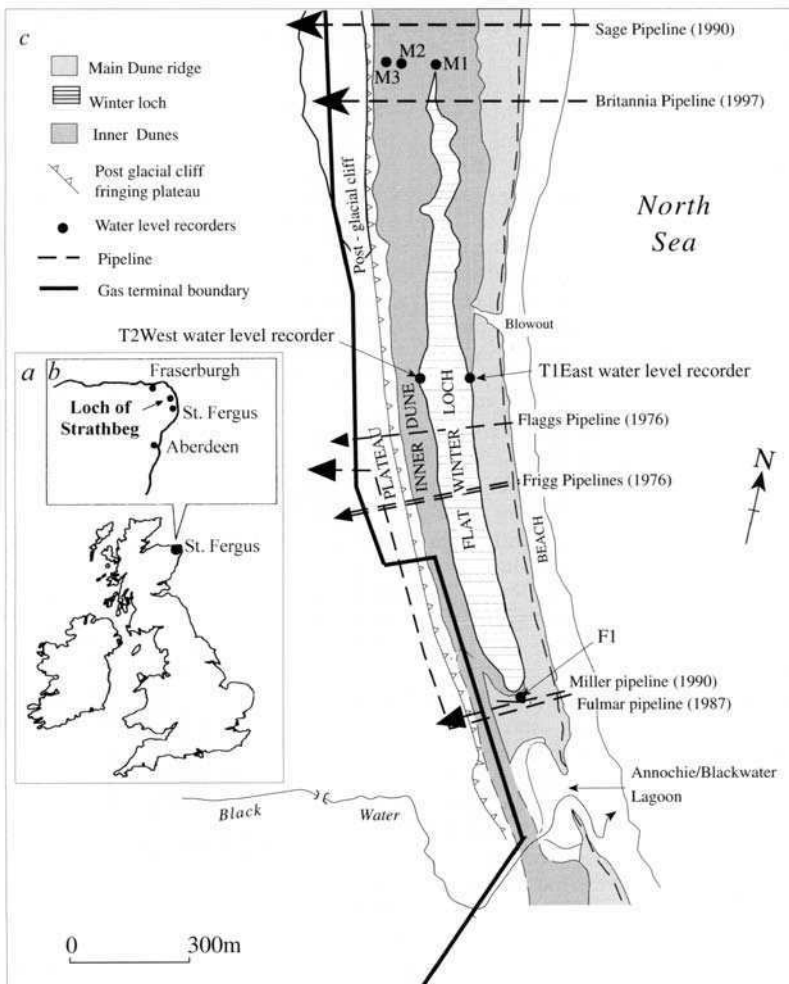 c
Main Dune ridge
Winter loch
Inner Dunes
Post glacial cliff
fringing plateau
Water level recorders
Pipeline
Gas terminal boundary
Sage Pipeline (1990)
M2
M3
M1
Britannia Pipeline (1997)
North
Sea
Post - glacial cliff
Blowout
T2West water level recorder
T1East water level recorder
a
b
Fraserburgh
Loch of
Strathbeg
St. Fergus
Aberdeen
St. Fergus
PLATEAU
INNER DUNE
FLAT WINTER LOCH
Flaggs Pipeline (1976)
Frigg Pipelines (1976)
BEACH
N
F1
Miller pipeline (1990)
Fulmar pipeline (1987)
Annochie/Blackwater
Lagoon
Black Water
0 300m